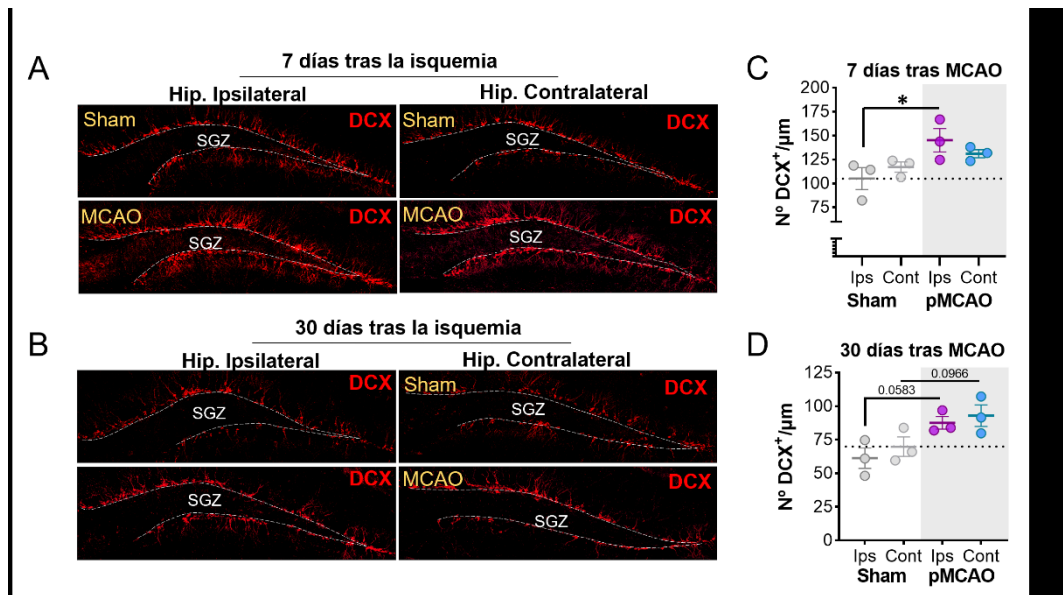 A
7 días tras la isquemia
Hip. Ipsilateral
Hip. Contralateral
Sham
DCX
SGZ
Sham
DCX
SGZ
MCAO
DCX
SGZ
MCAO
DCX
SGZ
B
30 días tras la isquemia
Hip. Ipsilateral
Hip. Contralateral
DCX
SGZ
Sham
DCX
SGZ
DCX
SGZ
MCAO
DCX
SGZ
C
7 días tras MCAO
Nº DCX⁺/µm
175
150
125
100
75
*
Ips Cont Ips Cont
Sham pMCAO
D
30 días tras MCAO
Nº DCX⁺/µm
125
100
75
50
25
0
0.0966
0.0583
Ips Cont Ips Cont
Sham pMCAO